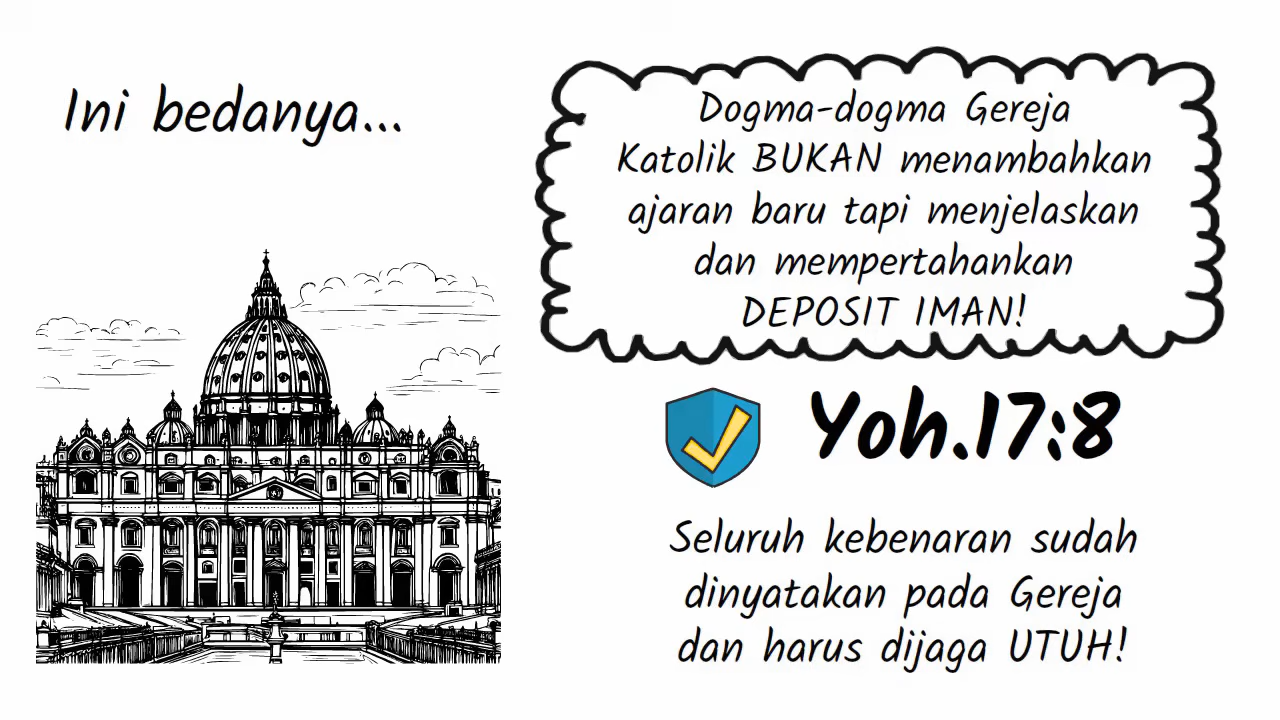 Ini bedanya...
Dogma-dogma Gereja
Katolik BUKAN menambahkan
ajaran baru tapi menjelaskan
dan mempertahankan
DEPOSIT IMAN!
Yoh.17:8
Seluruh kebenaran sudah
dinyatakan pada Gereja
dan harus dijaga UTUH!